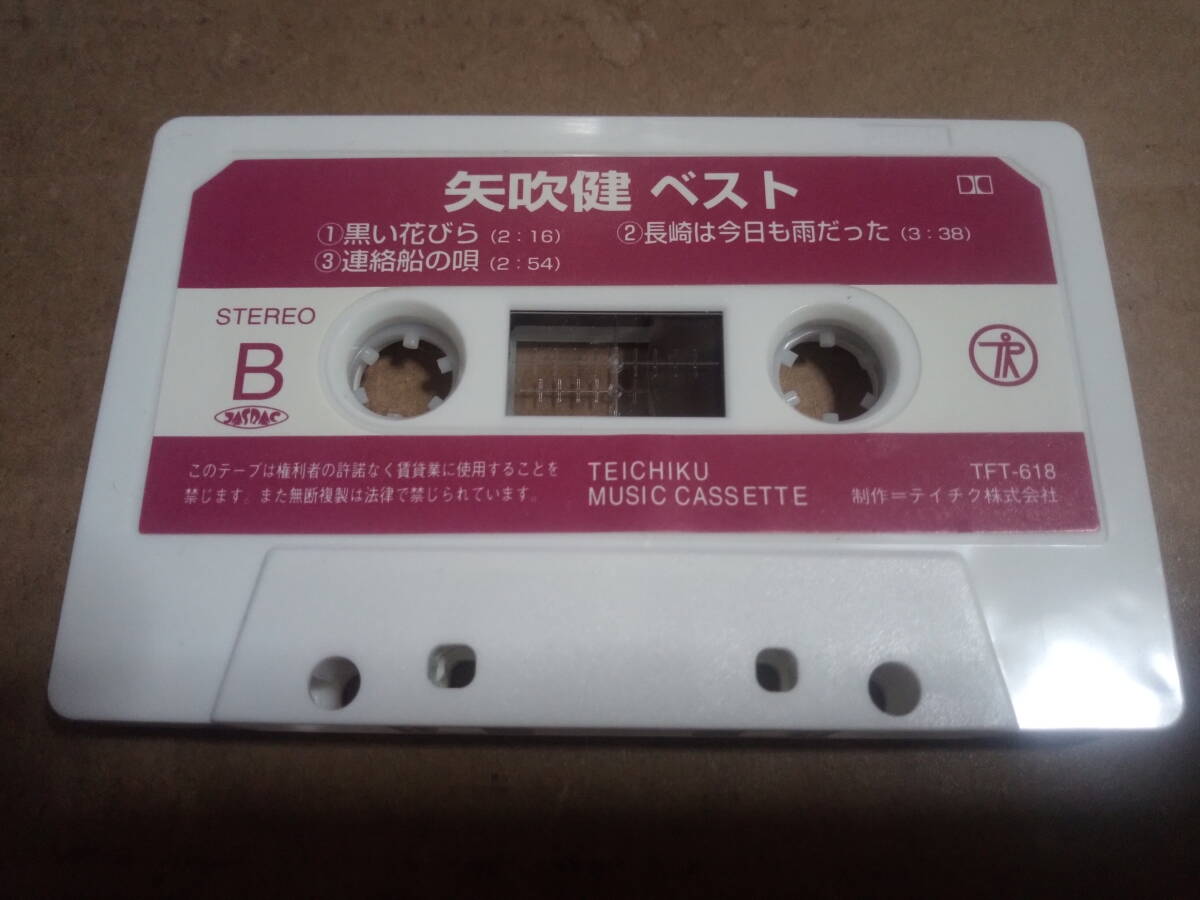 矢吹健 ベスト
①黒い花びら (2:16) ②長崎は今日も雨だった (3:38)
③連絡船の唄 (2:54)
STEREO
B
JASRAC
TR
このテープは権利者の許諾なく賃貸業に使用することを
禁じます。また無断複製は法律で禁じられています。
TEICHIKU
MUSIC CASSETTE
TFT-618
制作=テイチク株式会社